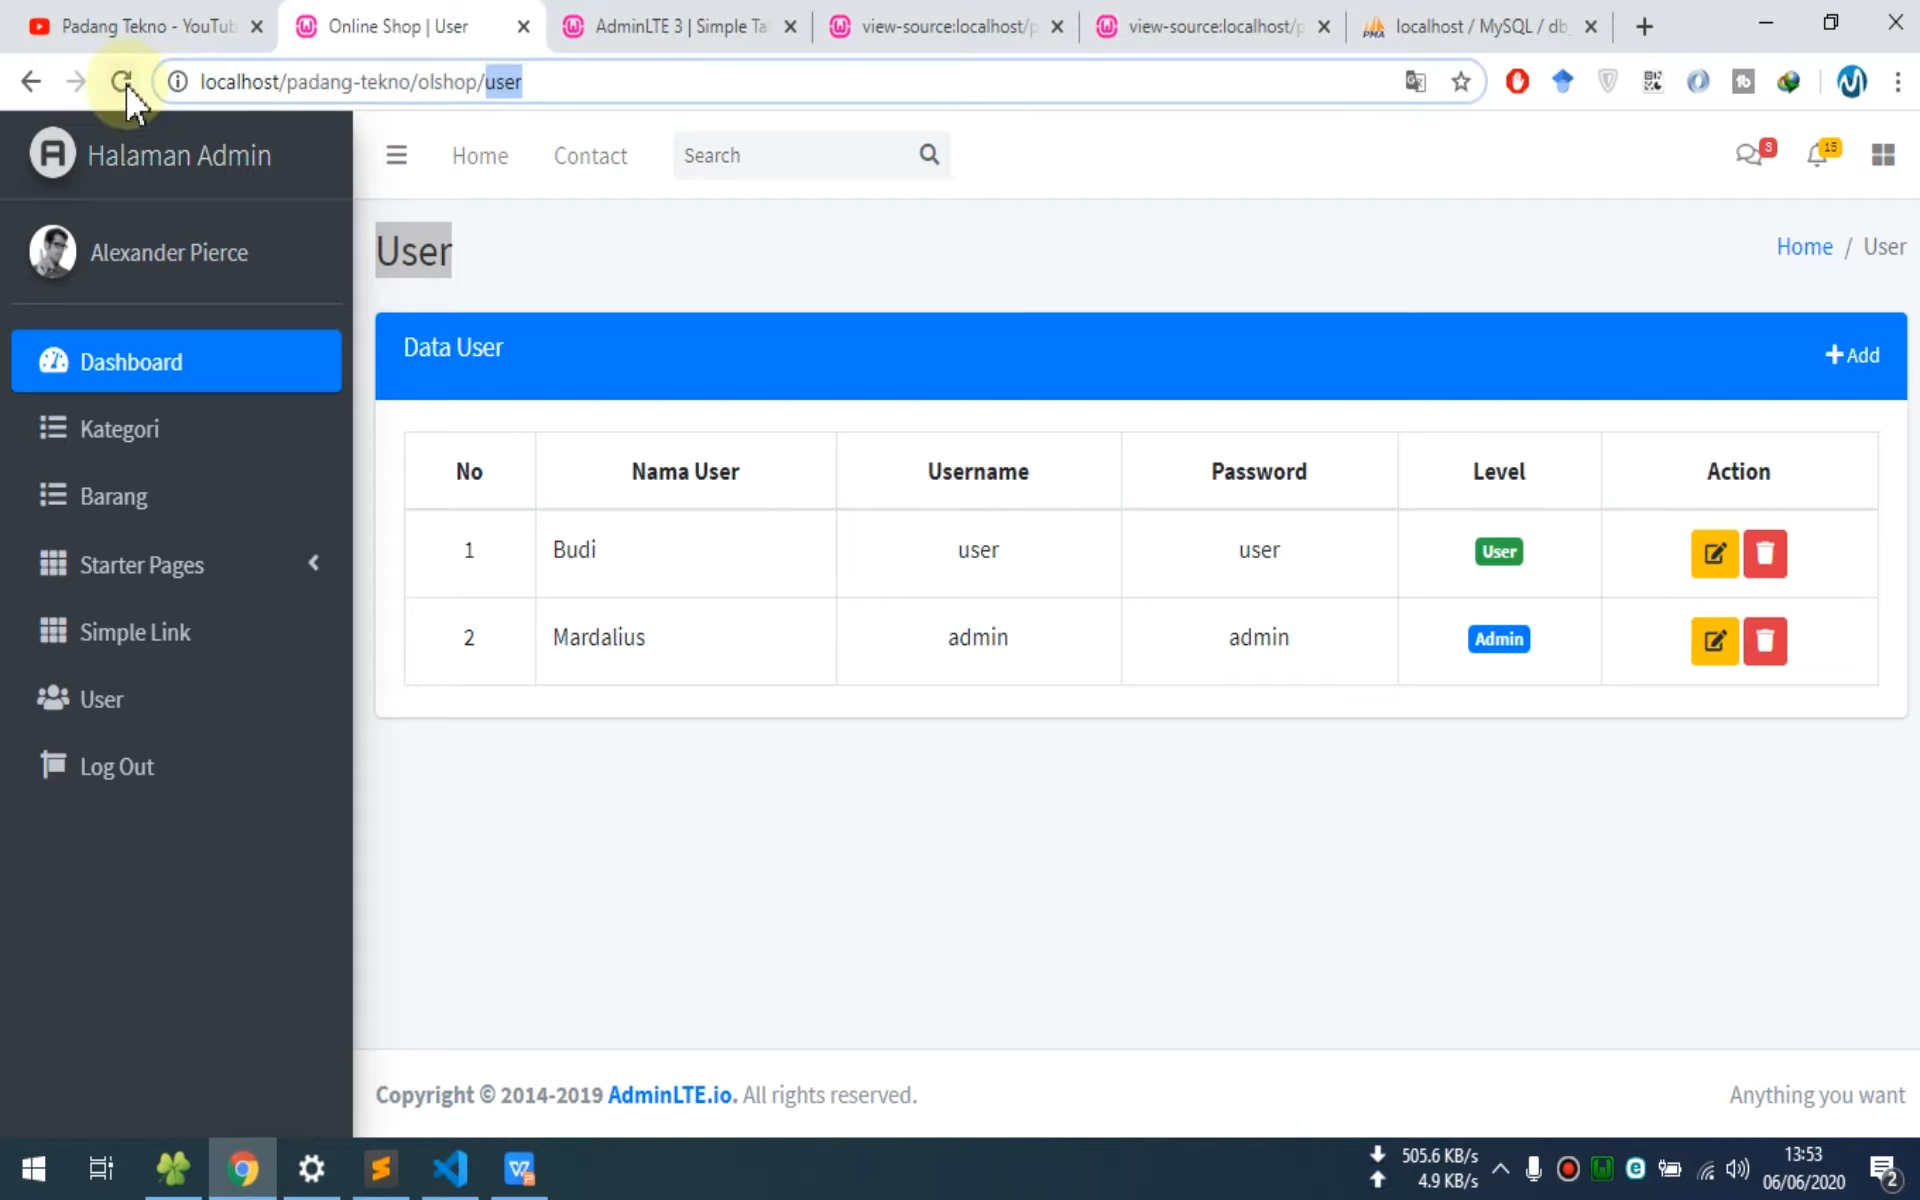 Padang Tekno - YouTub
Online Shop | User
AdminLTE 3 | Simple Ta
view-source:localhost/p
view-source:localhost/p
localhost / MySQL / db_
localhost/padang-tekno/olshop/user
Halaman Admin
Home
Contact
Search
3
15
Alexander Pierce
User
Home / User
Dashboard
Kategori
Barang
Starter Pages
Simple Link
User
Log Out
Data User
Add
No Nama User Username Password Level Action
1 Budi user user User
2 Mardalius admin admin Admin
Copyright © 2014-2019 AdminLTE.io. All rights reserved.
Anything you want
505.6 KB/s
4.9 KB/s
13:53
06/06/2020
2